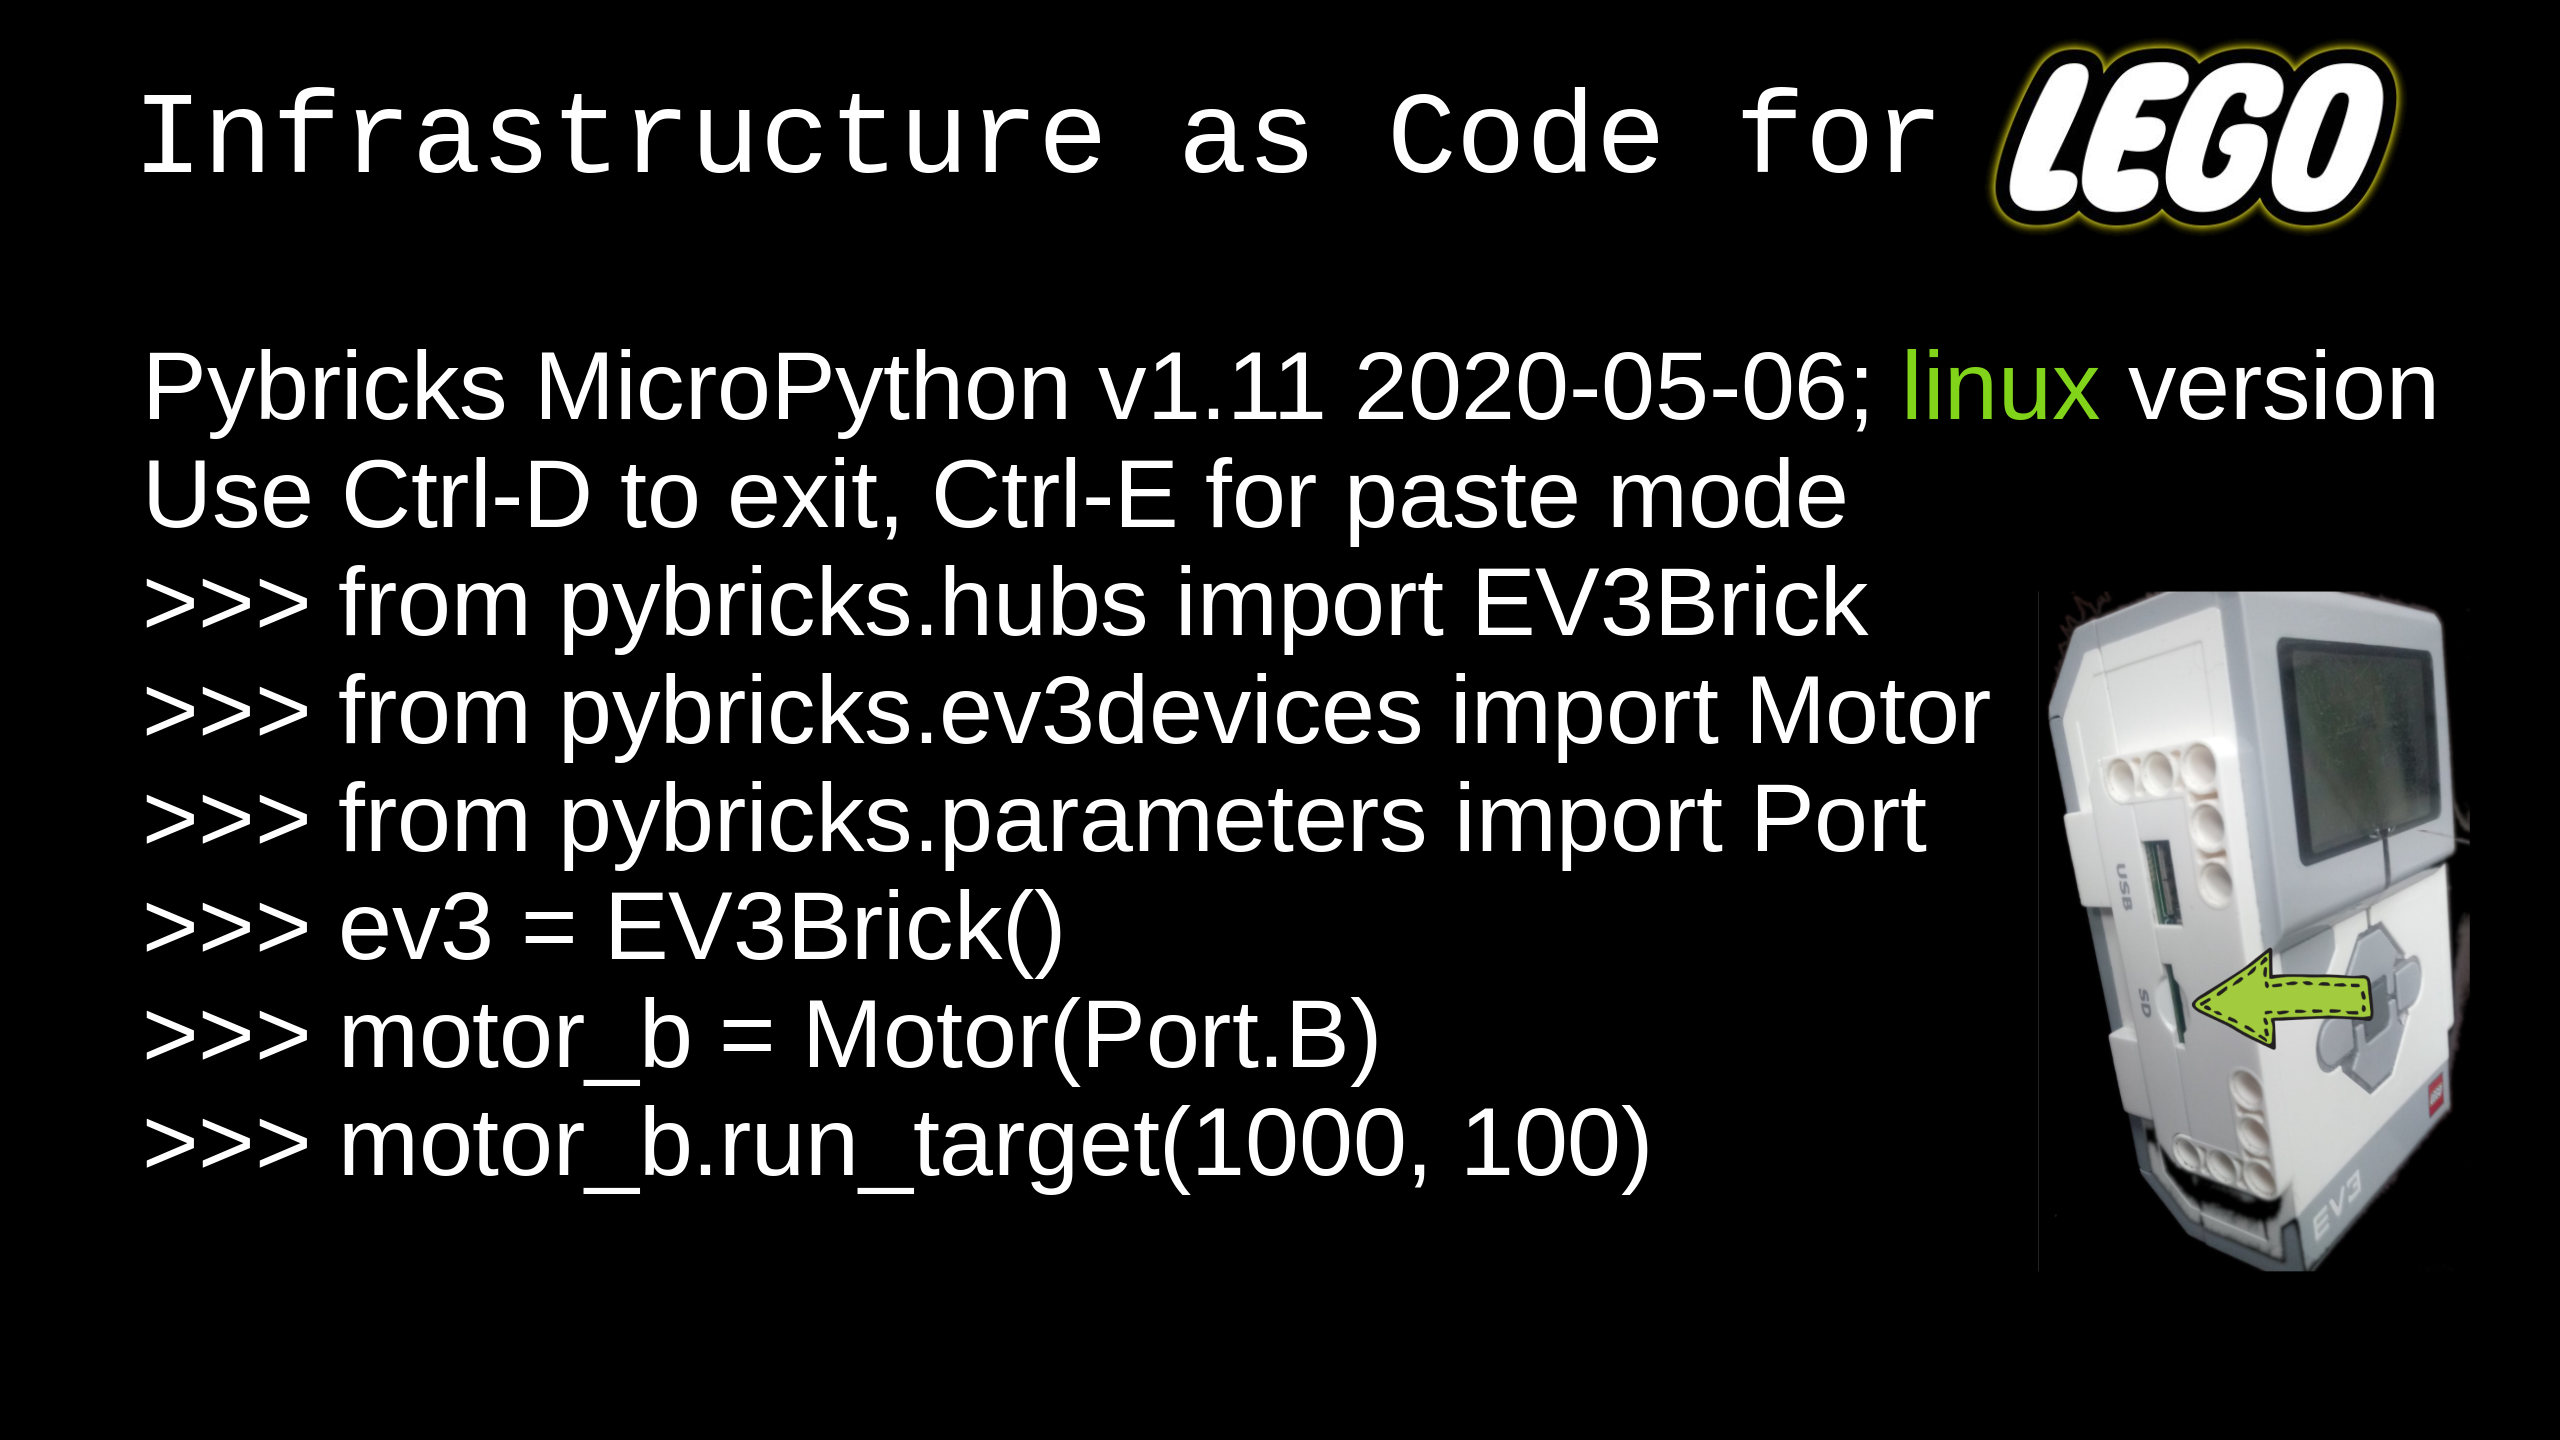 Infrastructure as Code for LEGO
Pybricks MicroPython v1.11 2020-05-06; linux version
Use Ctrl-D to exit, Ctrl-E for paste mode
>>> from pybricks.hubs import EV3Brick
>>> from pybricks.ev3devices import Motor
>>> from pybricks.parameters import Port
>>> ev3 = EV3Brick()
>>> motor_b = Motor(Port.B)
>>> motor_b.run_target(1000, 100)
USB
SD
LEGO
EV3